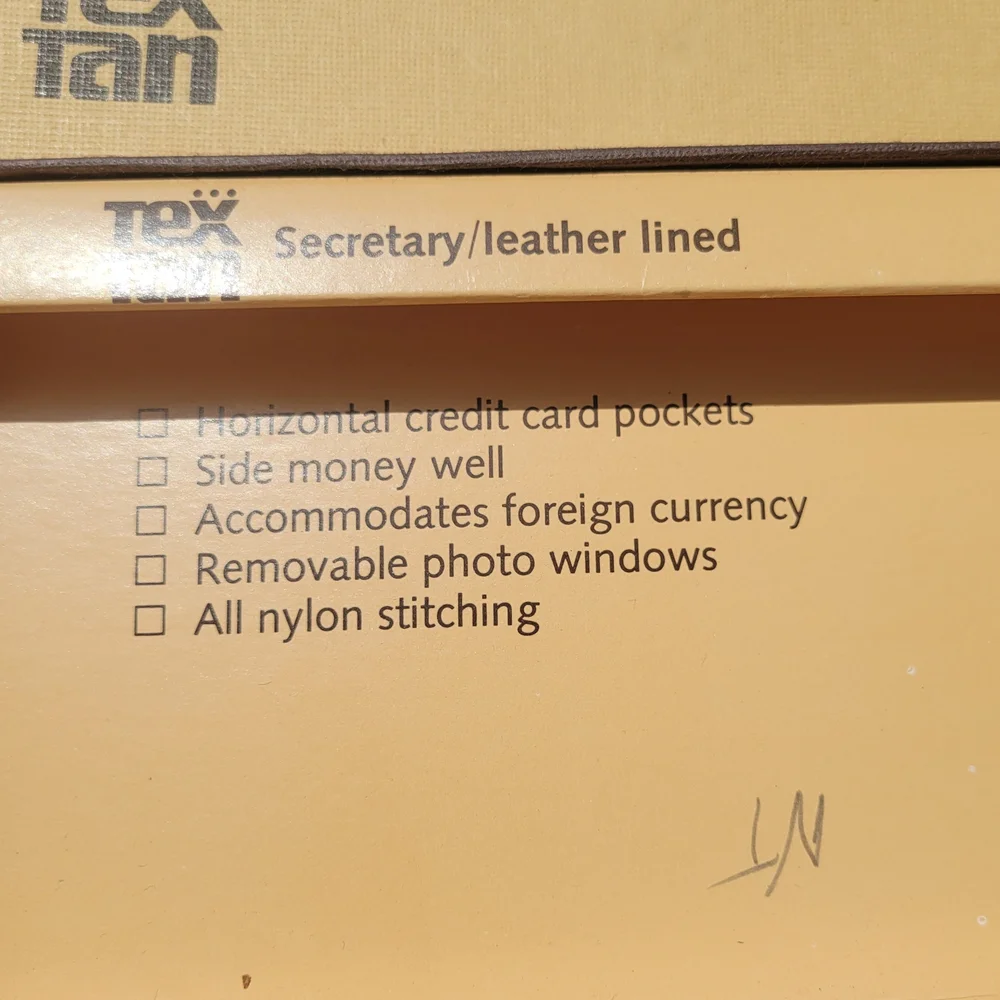 Tex
Tan
Tex
Tan
Secretary/leather lined
☐ Horizontal credit card pockets
☐ Side money well
☐ Accommodates foreign currency
☐ Removable photo windows
☐ All nylon stitching